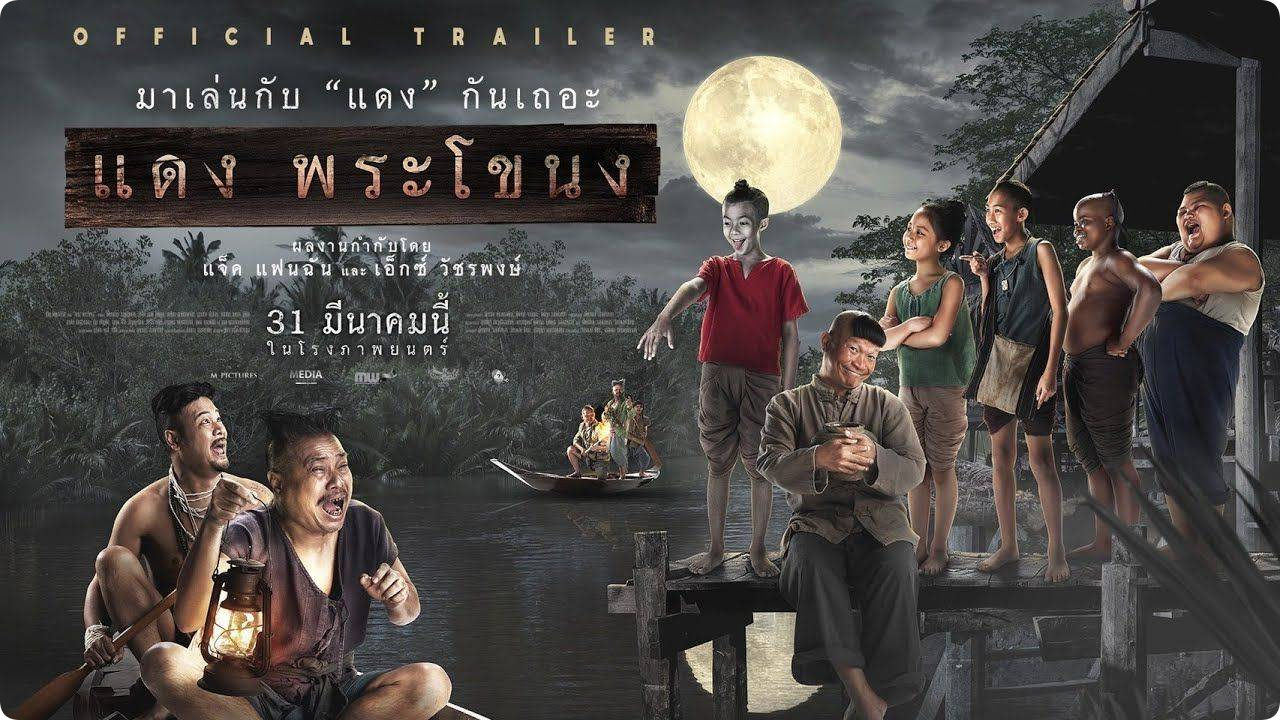 OFFICIAL TRAILER
มาเล่นกับ “แดง” กันเถอะ
แดง พระโขนง
ผลงานกำกับโดย
แจ็ค แฟนฉัน และ เอ็กซ์ วัชรพงษ์
31 มีนาคมนี้
ในโรงภาพยนตร์
M PICTURES MEDIA MW